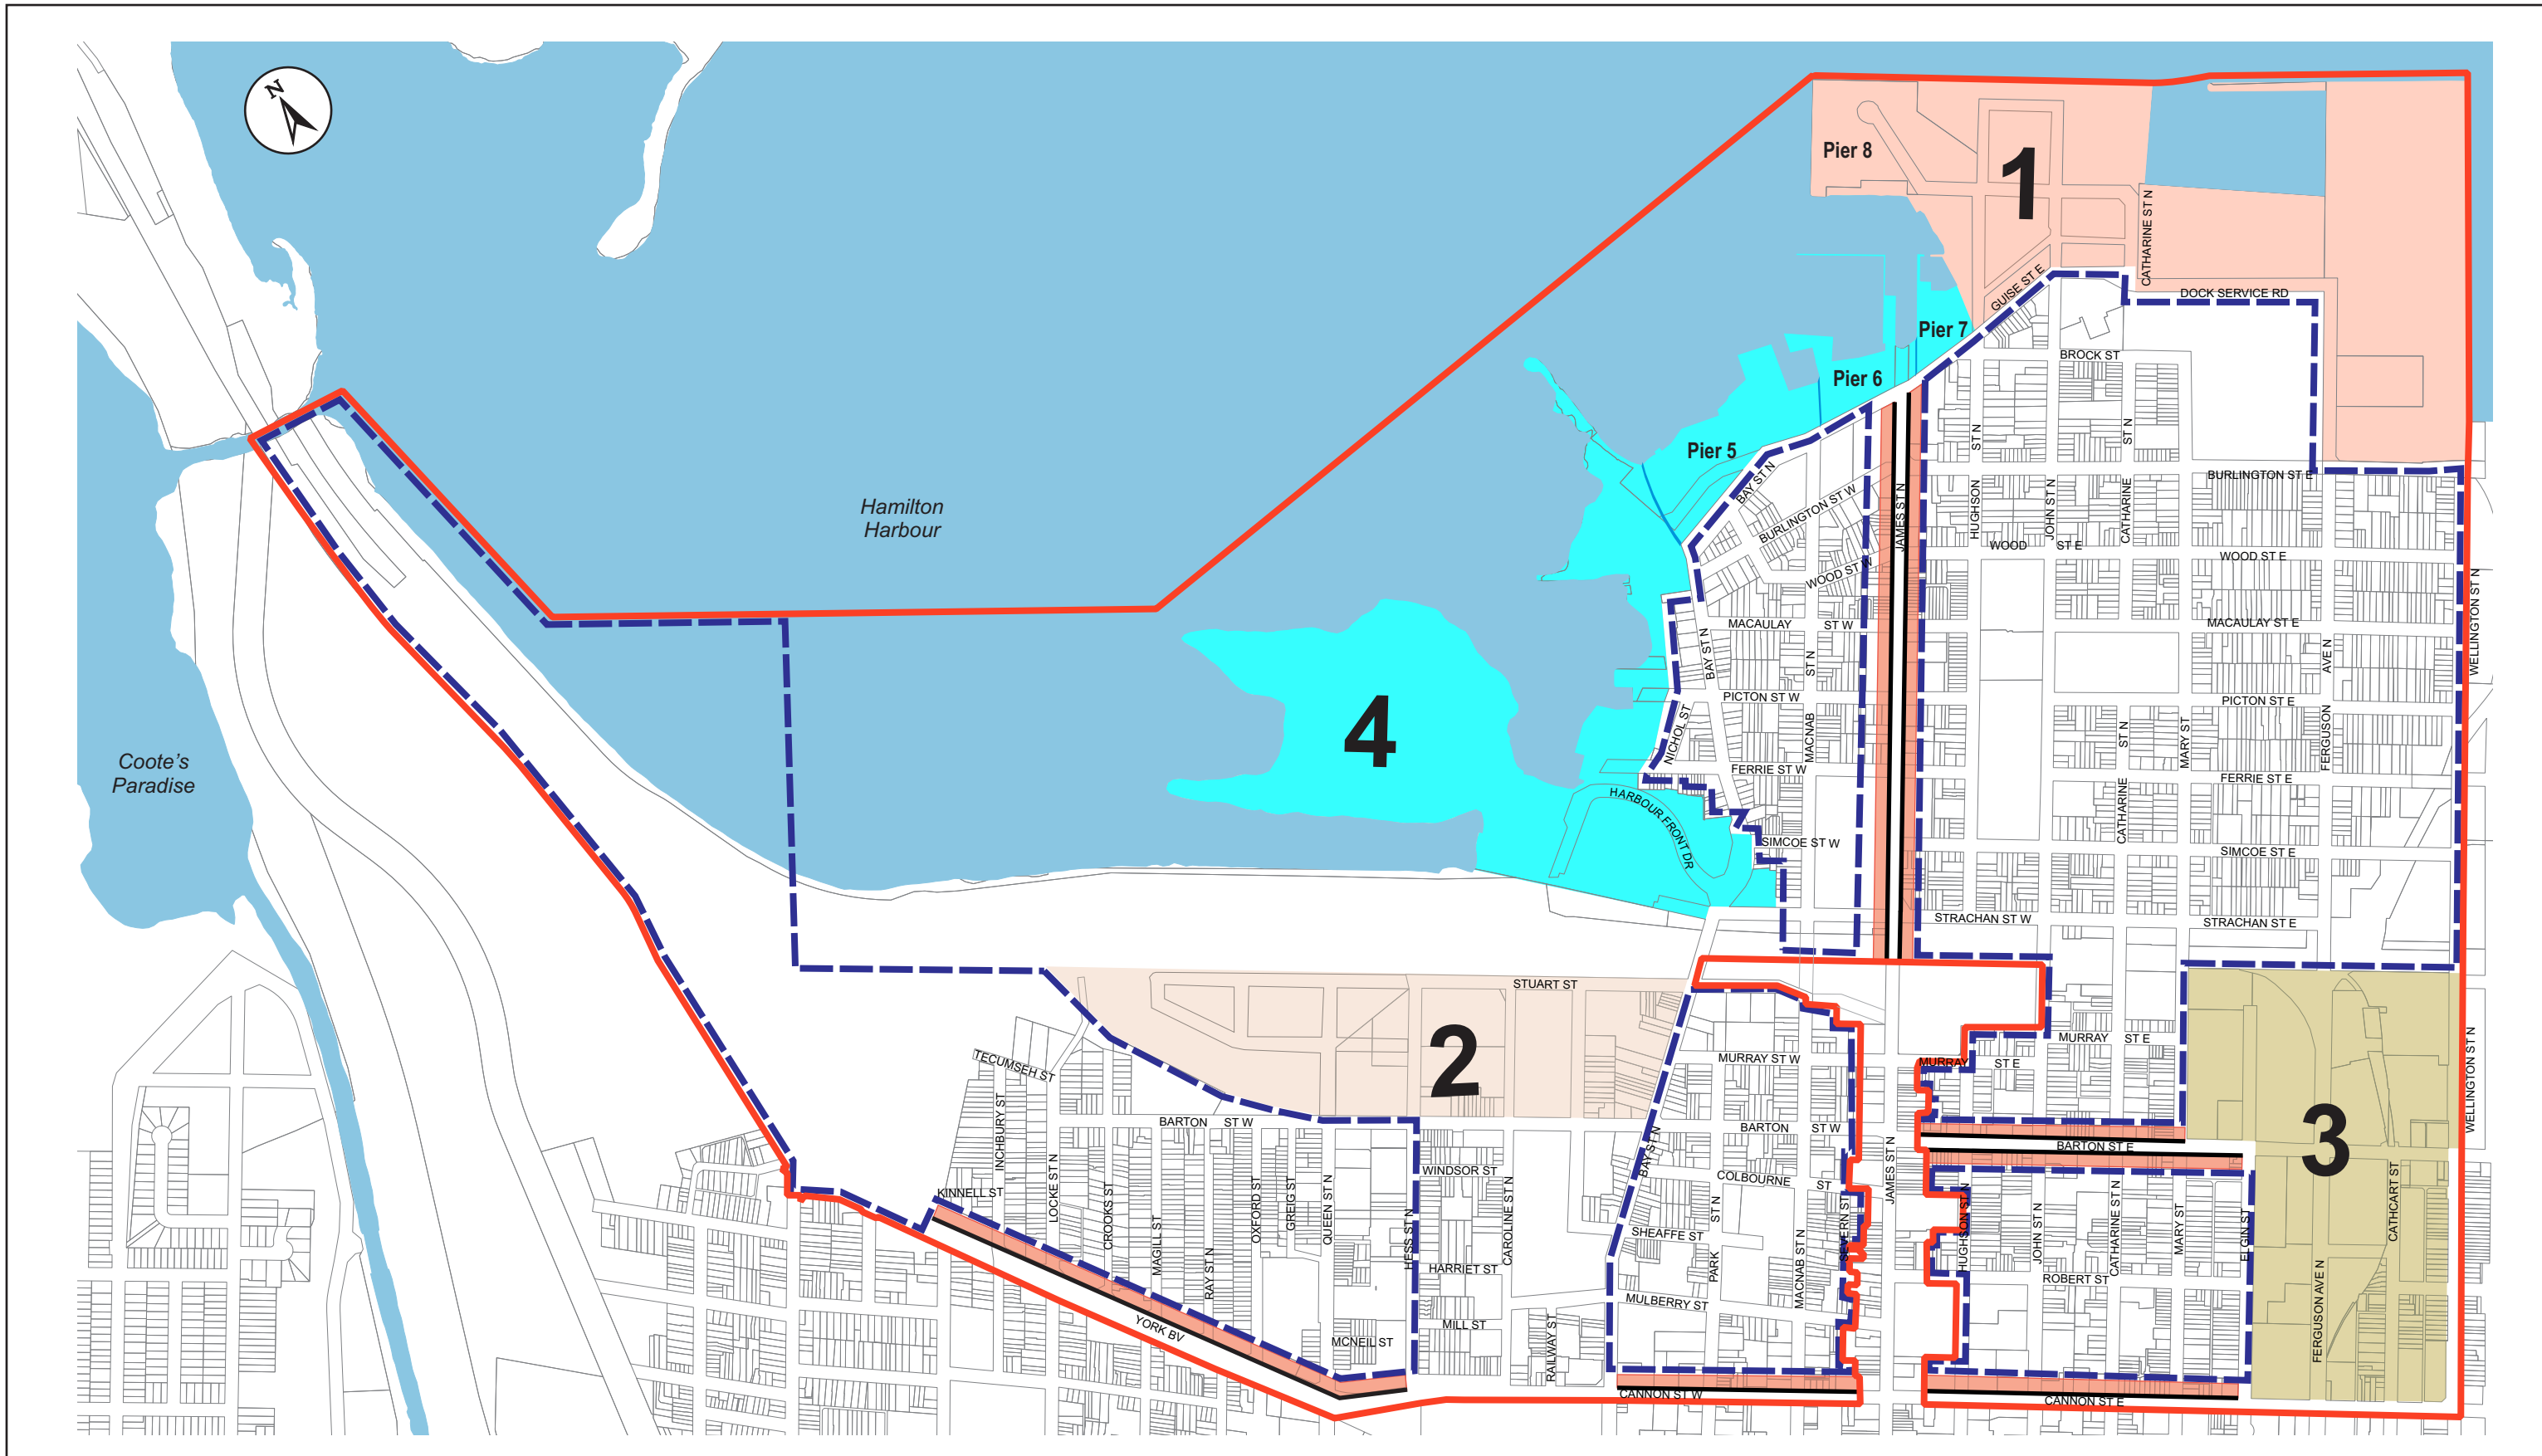 N
Pier 8
1
CATHARINE ST N
GUISE ST E
DOCK SERVICE RD
Pier 7
BROCK ST
Pier 6
Pier 5
BAY ST N
BURLINGTON ST W
WOOD ST W
JAMES ST N
HUGHSON
ST N
JOHN ST N
CATHARINE
ST N
BURLINGTON ST E
WOOD
ST E
WOOD ST E
Hamilton
Harbour
MACAULAY
ST W
MACAULAY ST E
WELLINGTON ST N
BAY ST N
ST N
MACNAB
AVE N
FERGUSON
PICTON ST W
PICTON ST E
NICHOL ST
4
Coote's
Paradise
ST N
CATHARINE
MARY ST
FERRIE ST W
FERRIE ST E
HARBOUR FRONT DR
SIMCOE ST W
SIMCOE ST E
STRACHAN ST W
STRACHAN ST E
STUART ST
2
TECUMSEH ST
MURRAY ST W
MURRAY
ST E
MURRAY
ST E
WELLINGTON ST N
BARTON
ST W
BARTON
ST W
BARTON ST E
3
INCHBURY ST
KINNELL ST
LOCKE ST N
CROOKS ST
MAGILL ST
RAY ST N
OXFORD ST
GREIG ST
QUEEN ST N
HESS ST N
WINDSOR ST
CAROLINE ST N
BAY ST N
COLBOURNE
ST
SHEAFFE ST
PARK
ST N
MACNAB ST N
SEVERN ST
JAMES ST N
HUGHSON ST N
JOHN ST N
CATHARINE ST N
MARY ST
ELGIN ST
CATHCART ST
FERGUSON AVE N
HARRIET ST
ROBERT ST
MULBERRY ST
MILL ST
RAILWAY ST
MCNEIL ST
YORK BV
CANNON ST W
CANNON ST E